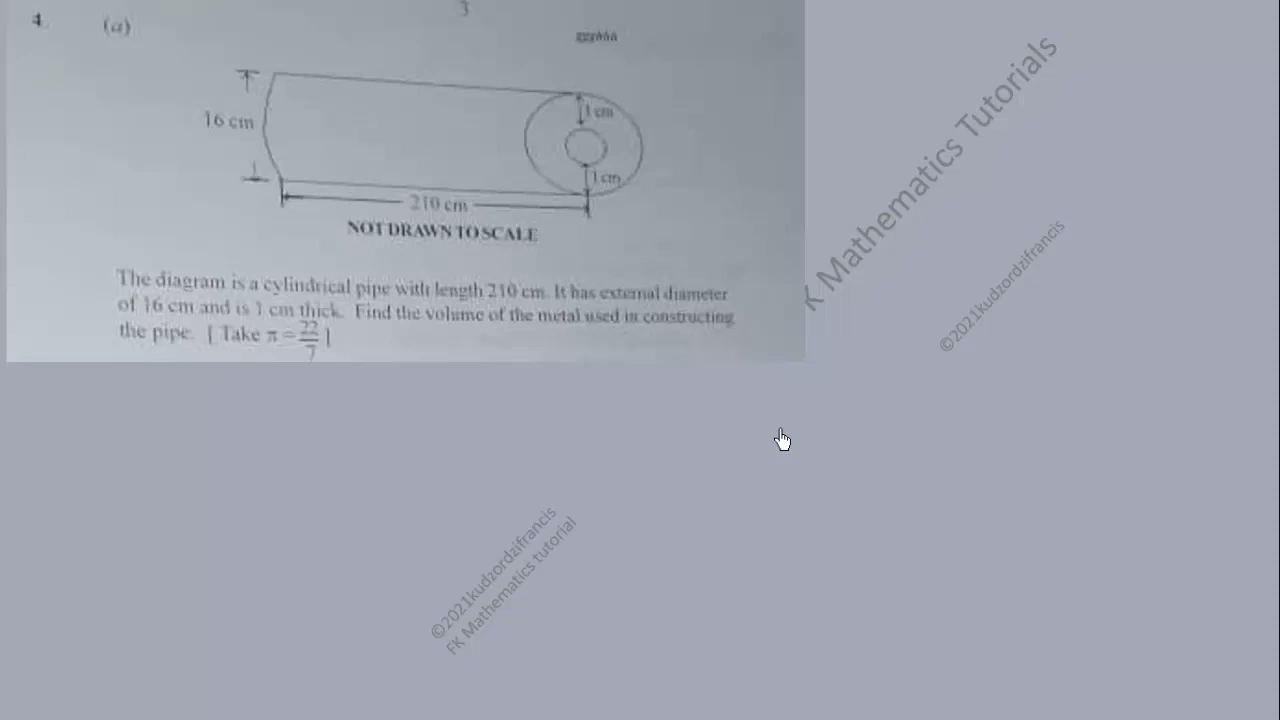 3
4. (a)
16 cm
1 cm
1 cm
210 cm
NOT DRAWN TO SCALE
The diagram is a cylindrical pipe with length 210 cm. It has external diameter
of 16 cm and is 1 cm thick. Find the volume of the metal used in constructing
the pipe. [ Take π = 22/7 ]
K Mathematics Tutorials
©2021kudzordzifrancis
©2021kudzordzifrancis
FK Mathematics tutorial